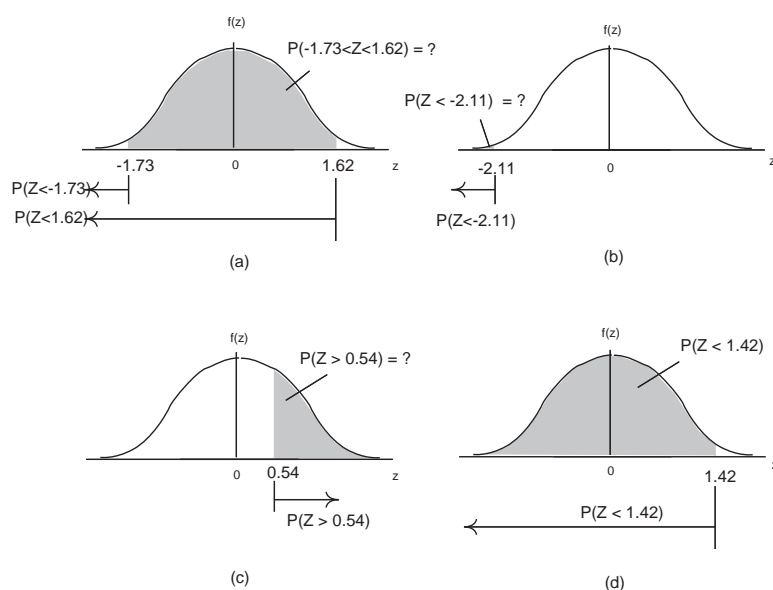 f(z)
P(-1.73<Z<1.62) = ?
-1.73
0
1.62
z
P(Z<-1.73)
P(Z<1.62)
(a)
f(z)
P(Z < -2.11) = ?
-2.11
0
z
P(Z<-2.11)
(b)
f(z)
P(Z > 0.54) = ?
0
0.54
z
P(Z > 0.54)
(c)
f(z)
P(Z < 1.42)
0
1.42
z
P(Z < 1.42)
(d)